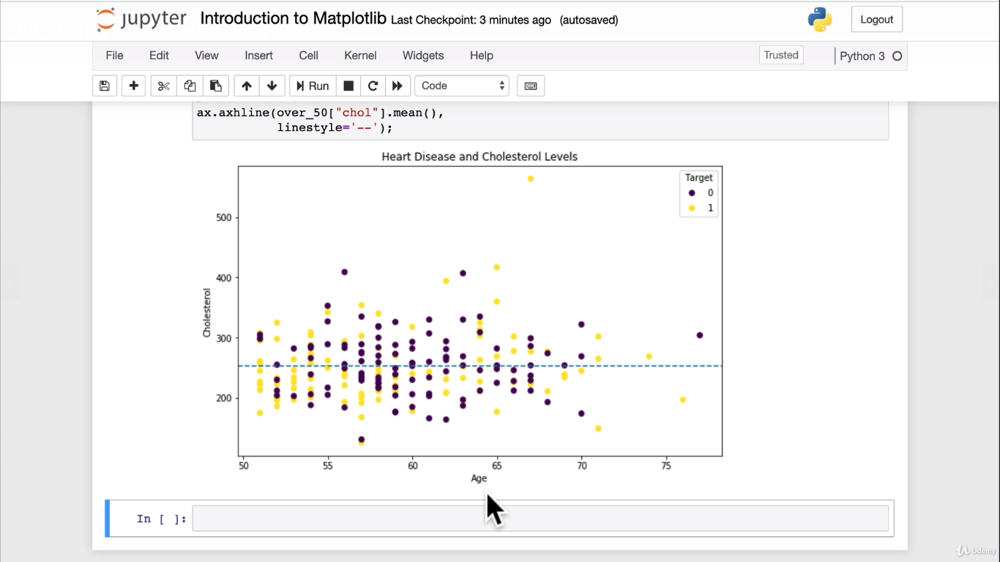 jupyter Introduction to Matplotlib Last Checkpoint: 3 minutes ago (autosaved) Logout
File Edit View Insert Cell Kernel Widgets Help Trusted Python 3
Run Code
ax.axhline(over_50["chol"].mean(),
linestyle='--');
Heart Disease and Cholesterol Levels
Target
0
1
500
400
300
200
Cholesterol
50 55 60 65 70 75
Age
In [ ]:
Udemy